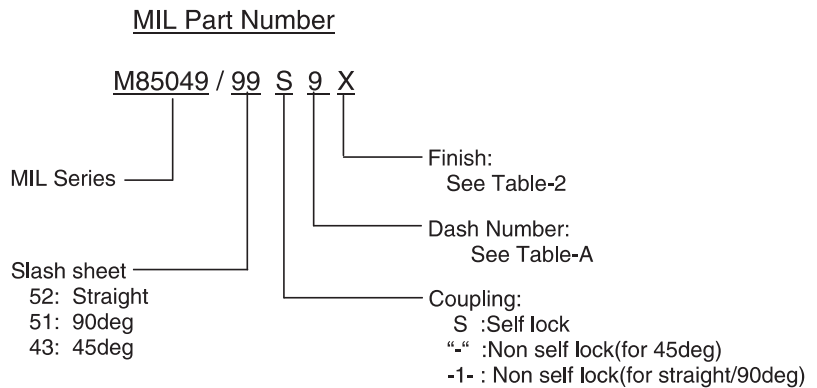 MIL Part Number
M85049 / 99 S 9 X
MIL Series
Finish:
See Table-2
Dash Number:
See Table-A
Slash sheet
52: Straight
51: 90deg
43: 45deg
Coupling:
S :Self lock
“-“ :Non self lock(for 45deg)
-1- : Non self lock(for straight/90deg)